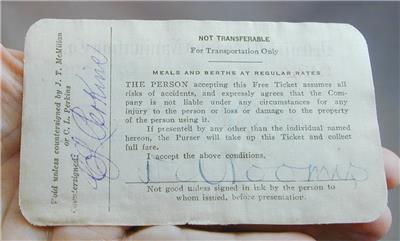 NOT TRANSFERABLE
For Transportation Only
MEALS AND BERTHS AT REGULAR RATES
THE PERSON accepting this Free Ticket assumes all
risks of accidents, and expressly agrees that the Com-
pany is not liable under any circumstances for any
injury to the person or loss or damage to the property
of the person using it.
If presented by any other than the individual named
hereon, the Purser will take up this Ticket and collect
full fare.
I accept the above conditions,
Not good unless signed in ink by the person to
whom issued, before presentation.
Void unless countersigned by J. T. McMillan
or C. L. Perkins
Countersigned
C L Perkins